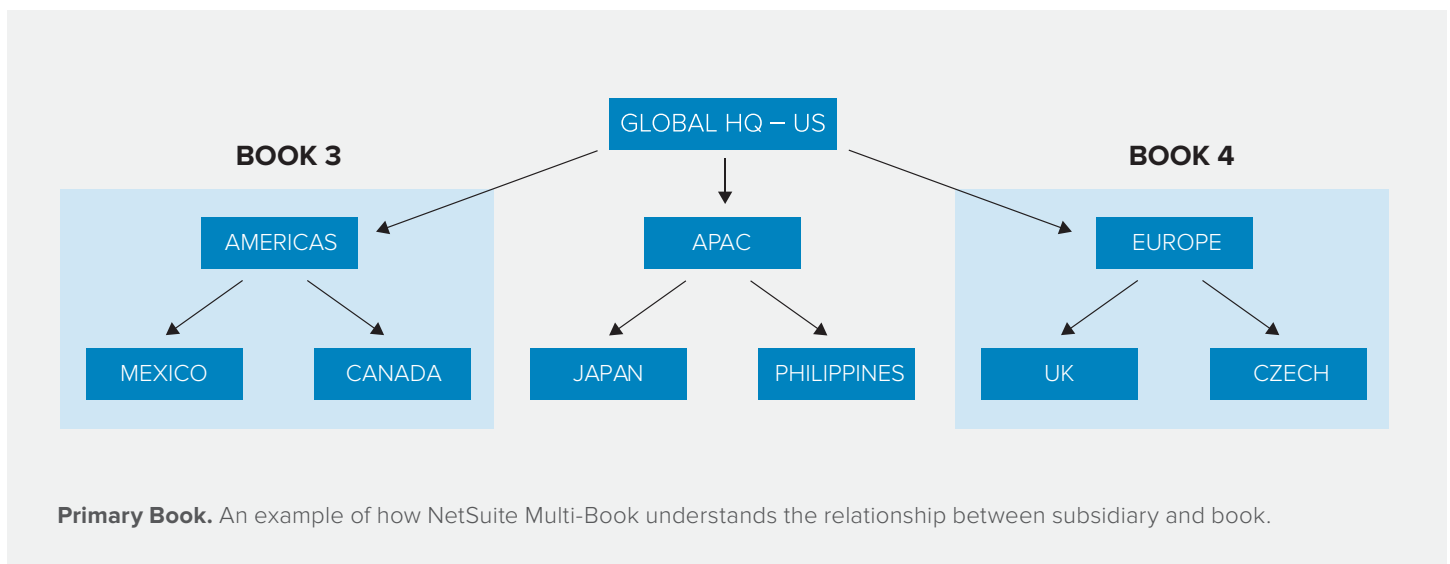 GLOBAL HQ – US
BOOK 3
BOOK 4
AMERICAS
APAC
EUROPE
MEXICO
CANADA
JAPAN
PHILIPPINES
UK
CZECH
Primary Book. An example of how NetSuite Multi-Book understands the relationship between subsidiary and book.